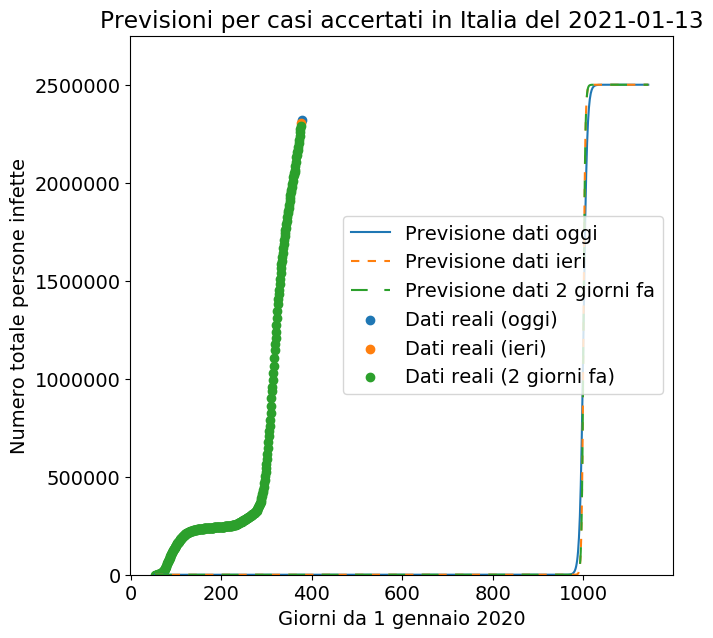 Previsioni per casi accertati in Italia del 2021-01-13
Numero totale persone infette
2500000
2000000
1500000
1000000
500000
0
Previsione dati oggi
Previsione dati ieri
Previsione dati 2 giorni fa
Dati reali (oggi)
Dati reali (ieri)
Dati reali (2 giorni fa)
0 200 400 600 800 1000
Giorni da 1 gennaio 2020